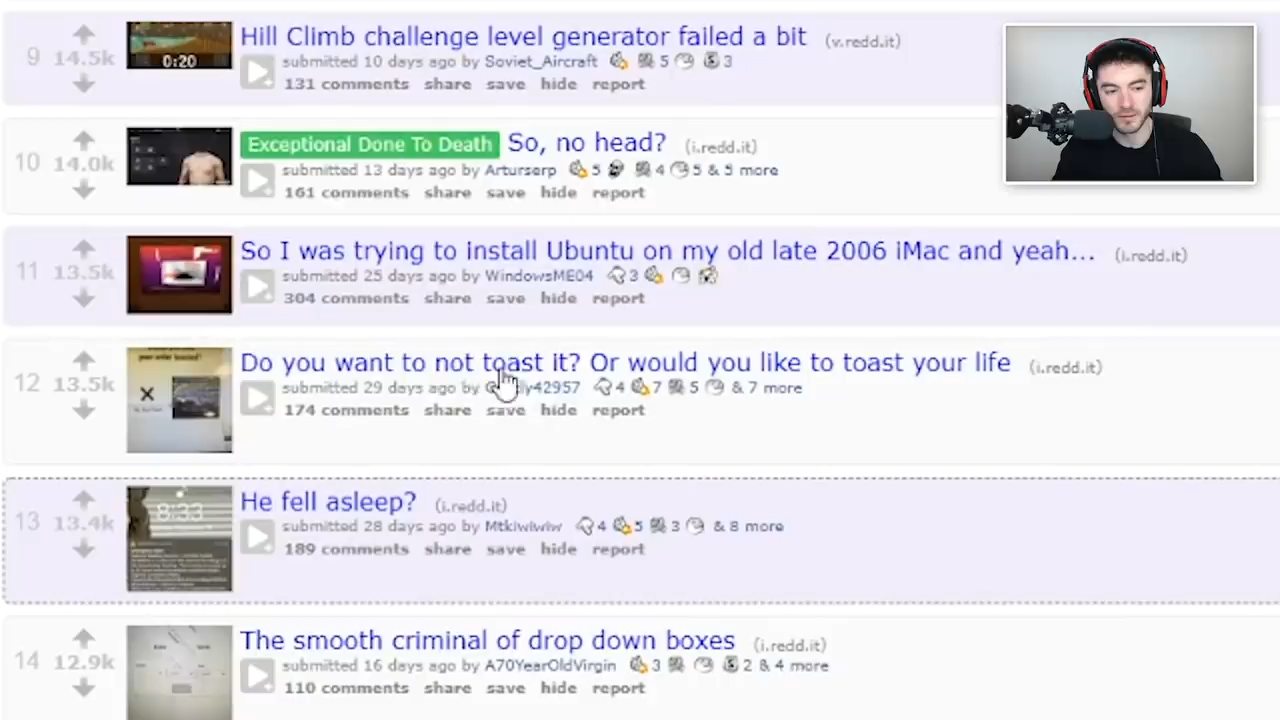 9
14.5k
0:20
Hill Climb challenge level generator failed a bit (v.redd.it)
submitted 10 days ago by Soviet_Aircraft 5 3
131 comments share save hide report
10
14.0k
Exceptional Done To Death So, no head? (i.redd.it)
submitted 13 days ago by Arturserp 5 4 5 & 5 more
161 comments share save hide report
11
13.5k
So I was trying to install Ubuntu on my old late 2006 iMac and yeah... (i.redd.it)
submitted 25 days ago by WindowsME04 3
304 comments share save hide report
12
13.5k
Do you want to not toast it? Or would you like to toast your life (i.redd.it)
submitted 29 days ago by 4 7 5 & 7 more
174 comments share save hide report
13
13.4k
8:33
He fell asleep? (i.redd.it)
submitted 28 days ago by Mtkiwiwiw 4 5 3 & 8 more
189 comments share save hide report
14
12.9k
The smooth criminal of drop down boxes (i.redd.it)
submitted 16 days ago by A70YearOldVirgin 3 2 & 4 more
110 comments share save hide report